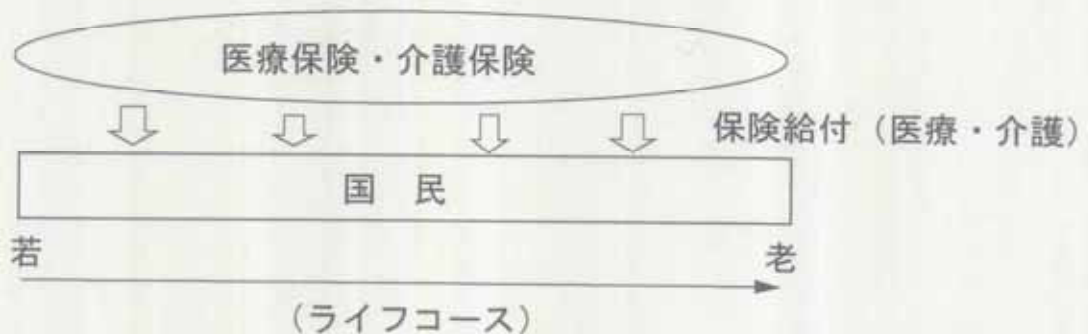 医療保険・介護保険
保険給付（医療・介護）
国　民
若
老
（ライフコース）